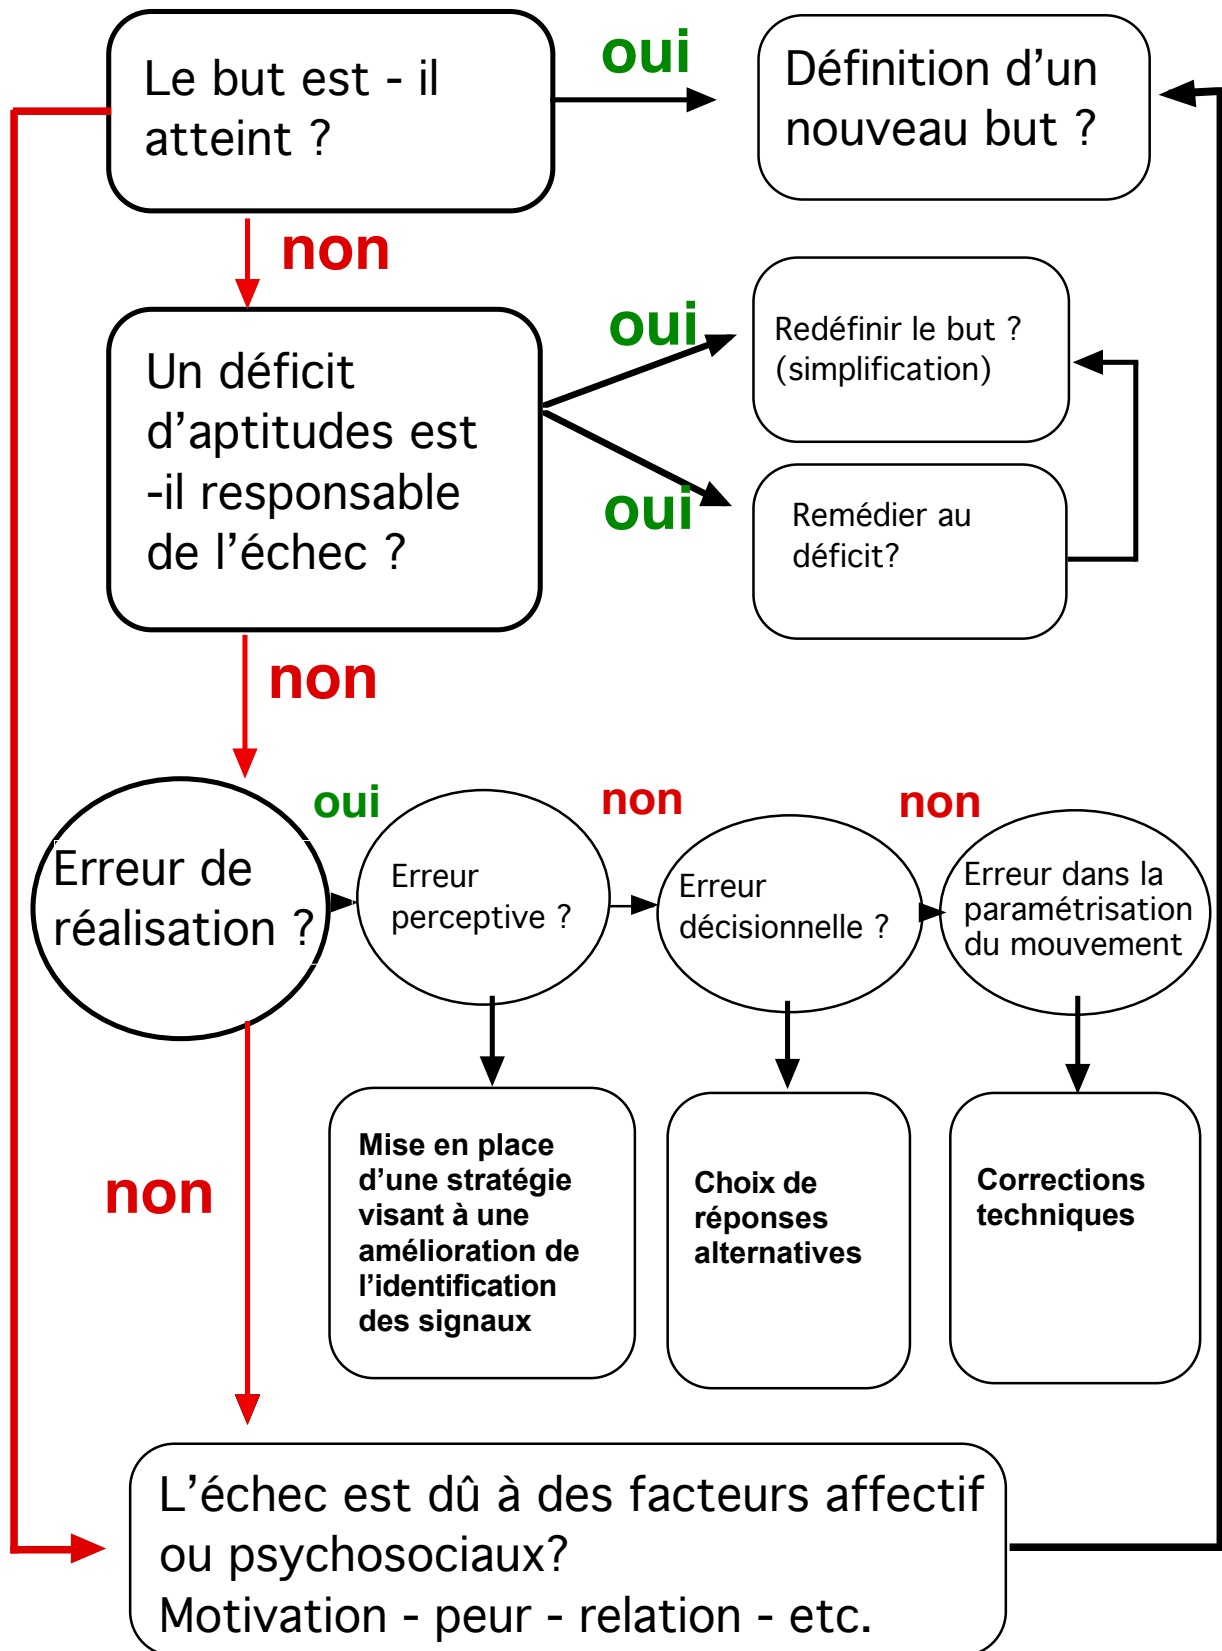 Le but est - il
atteint ?
oui
Définition d'un
nouveau but ?
non
Un déficit
d'aptitudes est
-il responsable
de l'échec ?
oui
Redéfinir le but ?
(simplification)
oui
Remédier au
déficit?
non
Erreur de
réalisation ?
oui
Erreur
perceptive ?
non
Erreur
décisionnelle ?
non
Erreur dans la
paramétrisation
du mouvement
Mise en place
d'une stratégie
visant à une
amélioration de
l'identification
des signaux
Choix de
réponses
alternatives
Corrections
techniques
non
L'échec est dû à des facteurs affectif
ou psychosociaux?
Motivation - peur - relation - etc.